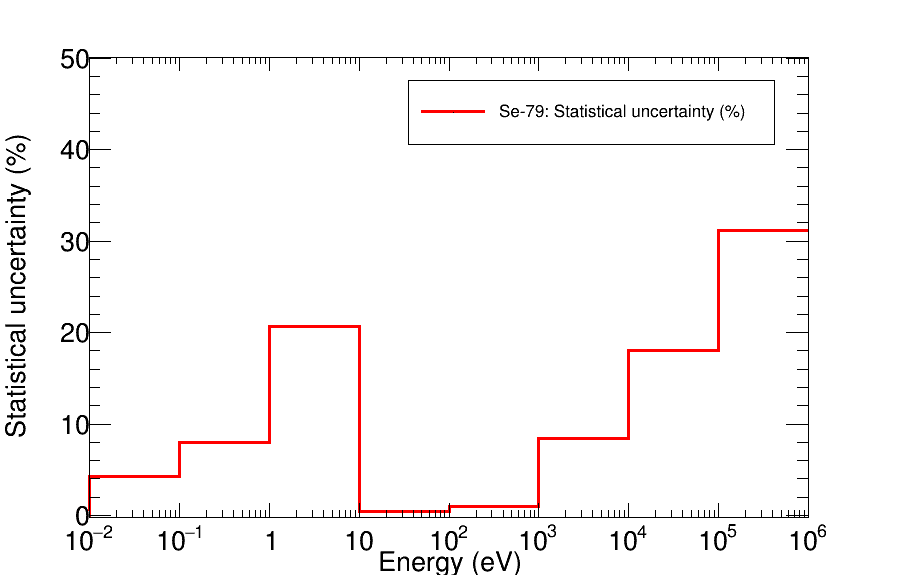 50
40
30
20
10
0
Statistical uncertainty (%)
Se-79: Statistical uncertainty (%)
10⁻² 10⁻¹ 1 10 10² 10³ 10⁴ 10⁵ 10⁶
Energy (eV)